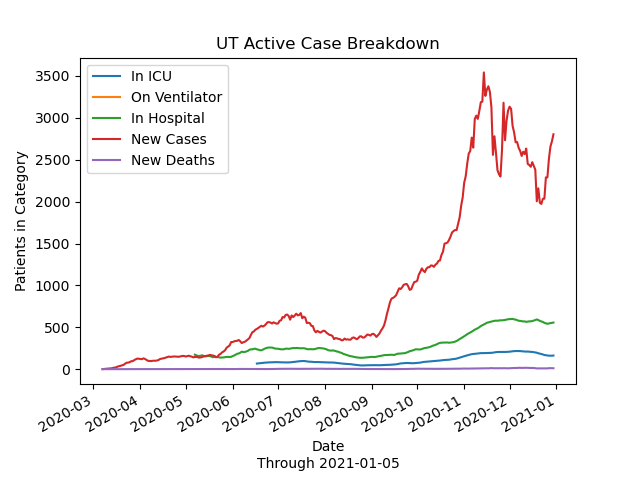 UT Active Case Breakdown
In ICU
On Ventilator
In Hospital
New Cases
New Deaths
Patients in Category
3500
3000
2500
2000
1500
1000
500
0
2020-03
2020-04
2020-05
2020-06
2020-07
2020-08
2020-09
2020-10
2020-11
2020-12
2021-01
Date
Through 2021-01-05